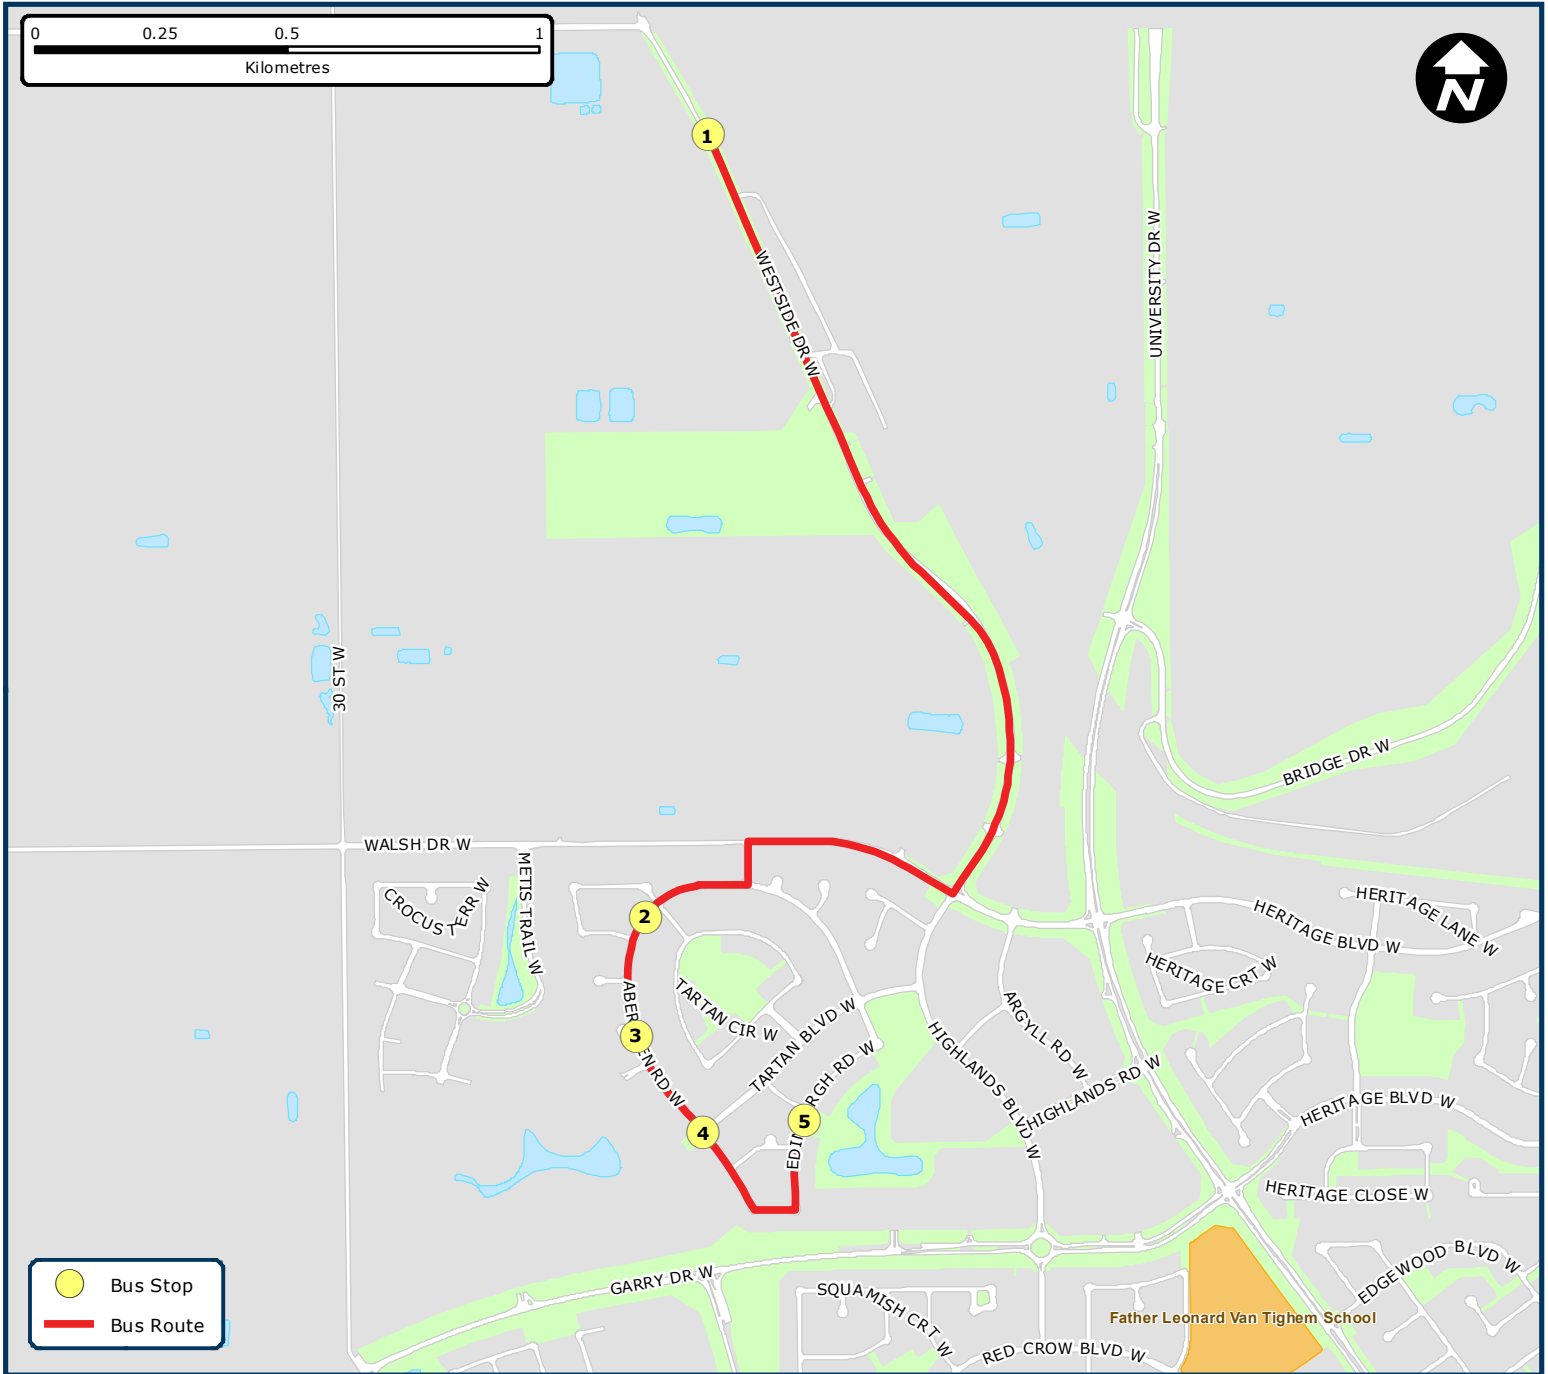 0 0.25 0.5 1
Kilometres
N
1
WESTSIDE DR W
UNIVERSITY DR W
30 ST W
BRIDGE DR W
WALSH DR W
METIS TRAIL W
CROCUS TERR W
2
HERITAGE LANE W
HERITAGE BLVD W
HERITAGE CRT W
TARTAN CIR W
TARTAN BLVD W
ARGYLL RD W
3
HIGHLANDS BLVD W
HIGHLANDS RD W
HERITAGE BLVD W
4
5
HERITAGE CLOSE W
EDGEWOOD BLVD W
GARRY DR W
SQUAMISH CRT W
Father Leonard Van Tighem School
RED CROW BLVD W
Bus Stop
Bus Route